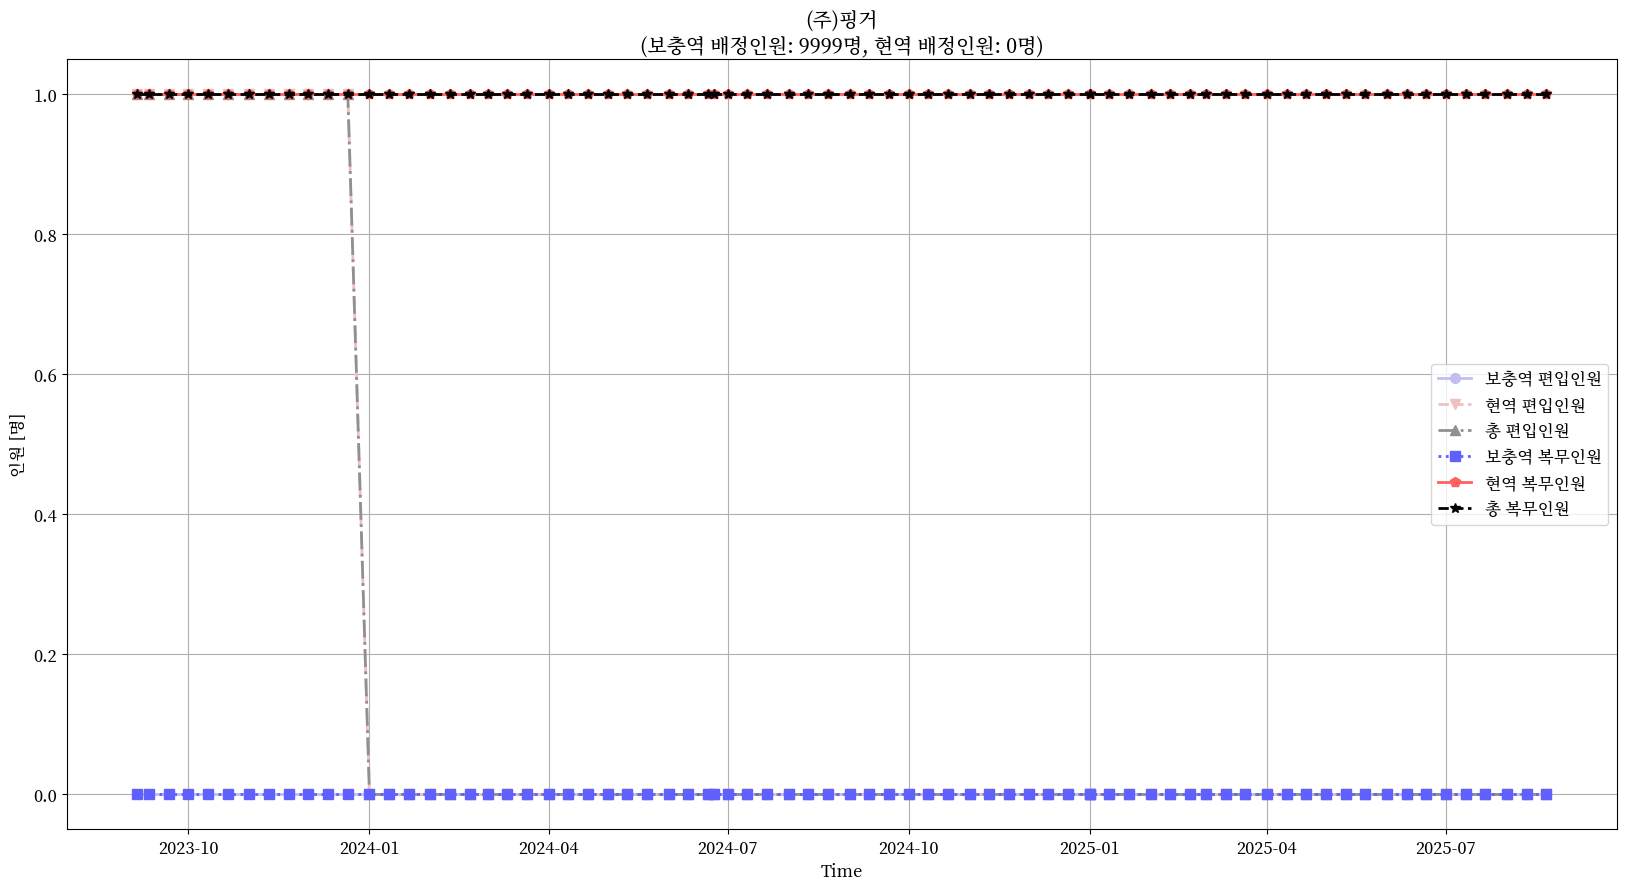 (주)핑거
(보충역 배정인원: 9999명, 현역 배정인원: 0명)
인원 [명]
1.0
0.8
0.6
0.4
0.2
0.0
보충역 편입인원
현역 편입인원
총 편입인원
보충역 복무인원
현역 복무인원
총 복무인원
2023-10
2024-01
2024-04
2024-07
2024-10
2025-01
2025-04
2025-07
Time